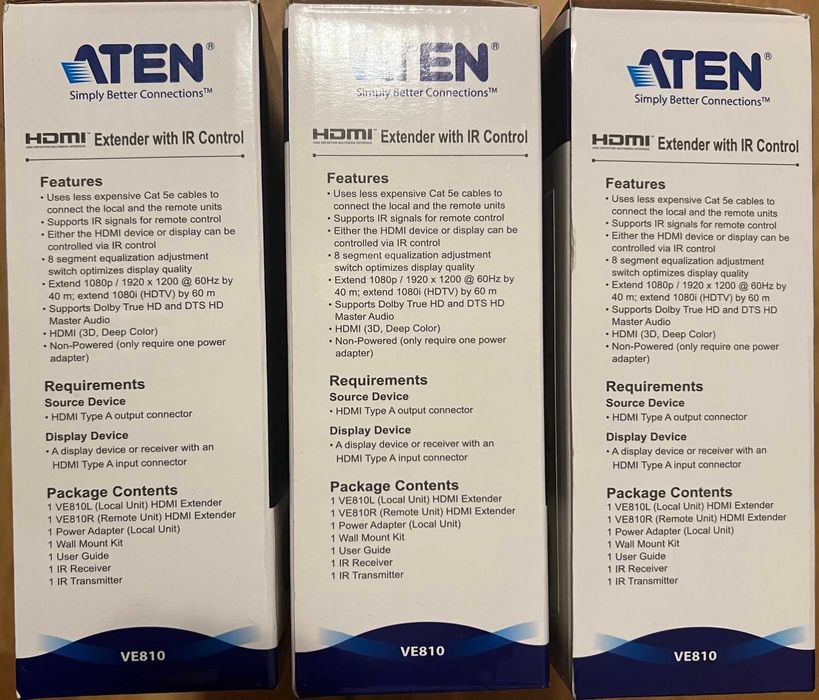 ATEN®
Simply Better Connections™
HDMI™ Extender with IR Control
Features
• Uses less expensive Cat 5e cables to
connect the local and the remote units
• Supports IR signals for remote control
• Either the HDMI device or display can be
controlled via IR control
• 8 segment equalization adjustment
switch optimizes display quality
• Extend 1080p / 1920 x 1200 @ 60Hz by
40 m; extend 1080i (HDTV) by 60 m
• Supports Dolby True HD and DTS HD
Master Audio
• HDMI (3D, Deep Color)
• Non-Powered (only require one power
adapter)
Requirements
Source Device
• HDMI Type A output connector
Display Device
• A display device or receiver with an
HDMI Type A input connector
Package Contents
1 VE810L (Local Unit) HDMI Extender
1 VE810R (Remote Unit) HDMI Extender
1 Power Adapter (Local Unit)
1 Wall Mount Kit
1 User Guide
1 IR Receiver
1 IR Transmitter
VE810
ATEN®
Simply Better Connections™
HDMI™ Extender with IR Control
Features
• Uses less expensive Cat 5e cables to
connect the local and the remote units
• Supports IR signals for remote control
• Either the HDMI device or display can be
controlled via IR control
• 8 segment equalization adjustment
switch optimizes display quality
• Extend 1080p / 1920 x 1200 @ 60Hz by
40 m; extend 1080i (HDTV) by 60 m
• Supports Dolby True HD and DTS HD
Master Audio
• HDMI (3D, Deep Color)
• Non-Powered (only require one power
adapter)
Requirements
Source Device
• HDMI Type A output connector
Display Device
• A display device or receiver with an
HDMI Type A input connector
Package Contents
1 VE810L (Local Unit) HDMI Extender
1 VE810R (Remote Unit) HDMI Extender
1 Power Adapter (Local Unit)
1 Wall Mount Kit
1 User Guide
1 IR Receiver
1 IR Transmitter
VE810
ATEN®
Simply Better Connections™
HDMI™ Extender with IR Control
Features
• Uses less expensive Cat 5e cables to
connect the local and the remote units
• Supports IR signals for remote control
• Either the HDMI device or display can be
controlled via IR control
• 8 segment equalization adjustment
switch optimizes display quality
• Extend 1080p / 1920 x 1200 @ 60Hz by
40 m; extend 1080i (HDTV) by 60 m
• Supports Dolby True HD and DTS HD
Master Audio
• HDMI (3D, Deep Color)
• Non-Powered (only require one power
adapter)
Requirements
Source Device
• HDMI Type A output connector
Display Device
• A display device or receiver with an
HDMI Type A input connector
Package Contents
1 VE810L (Local Unit) HDMI Extender
1 VE810R (Remote Unit) HDMI Extender
1 Power Adapter (Local Unit)
1 Wall Mount Kit
1 User Guide
1 IR Receiver
1 IR Transmitter
VE810